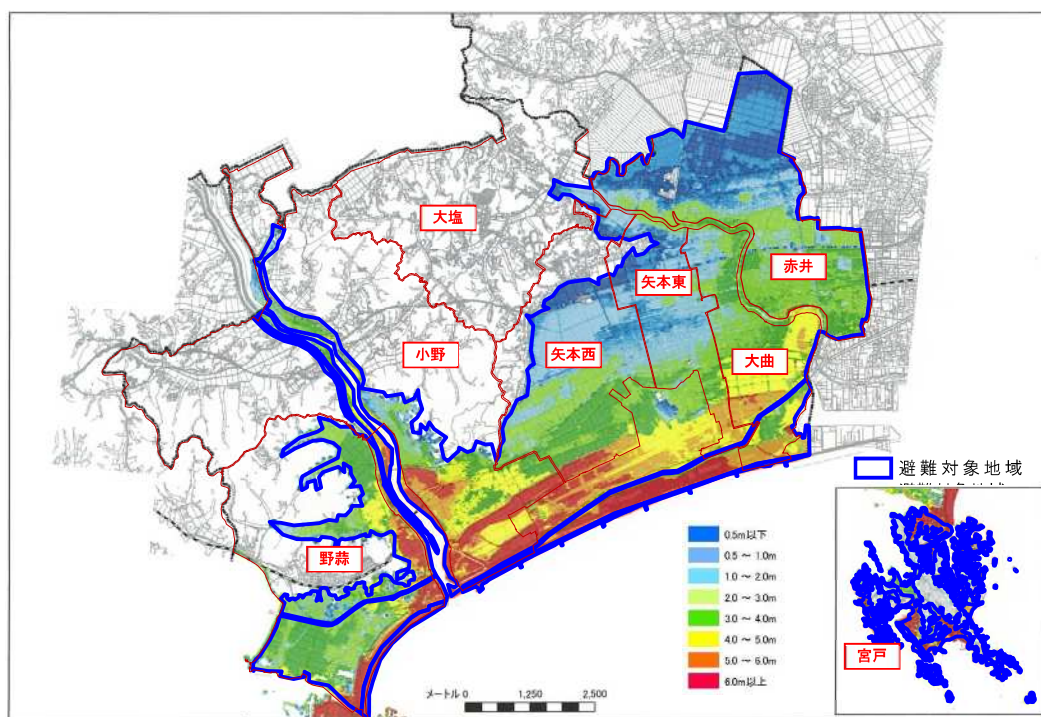 大塩
赤井
矢本東
小野
矢本西
大曲
避難対象地域
野蒜
0.5m以下
0.5 ～ 1.0m
1.0 ～ 2.0m
2.0 ～ 3.0m
3.0 ～ 4.0m
4.0 ～ 5.0m
5.0 ～ 6.0m
6.0m以上
宮戸
メートル 0 1,250 2,500